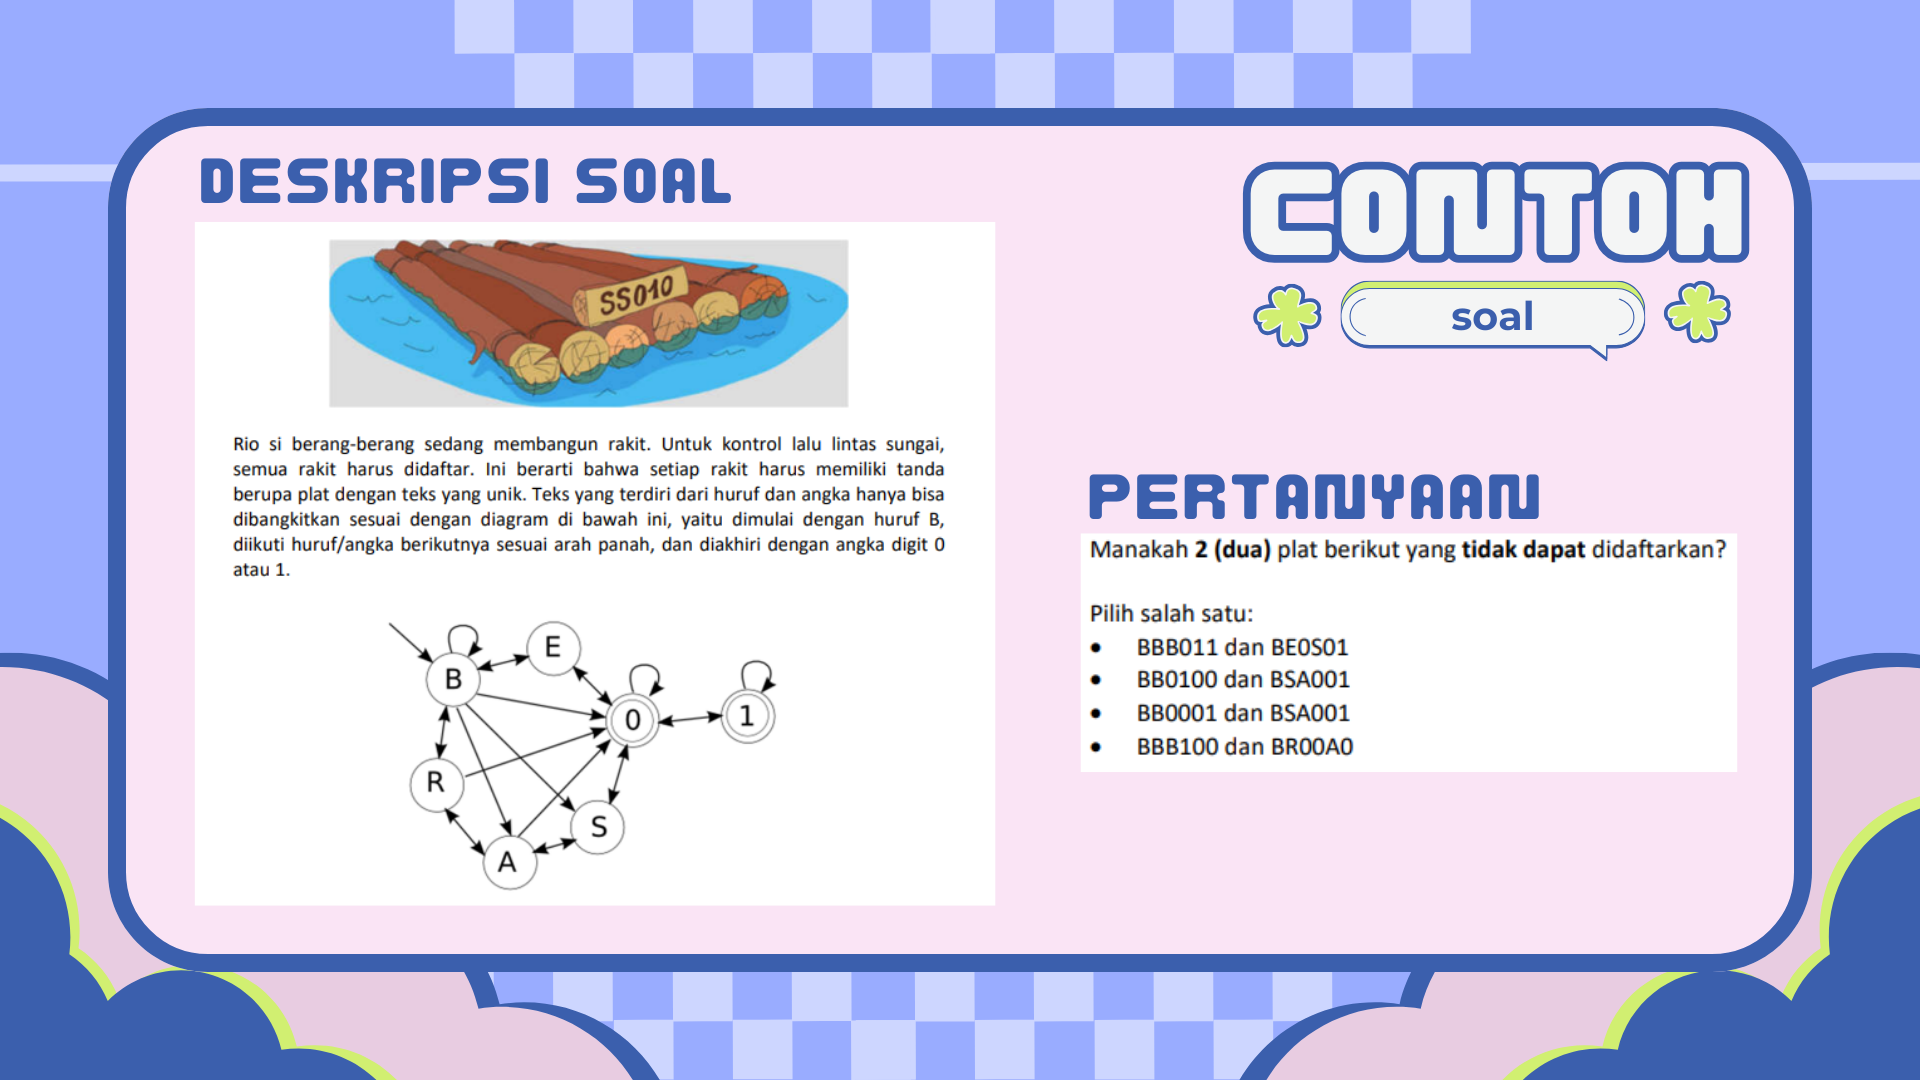 DESKRIPSI SOAL
SS010
Rio si berang-berang sedang membangun rakit. Untuk kontrol lalu lintas sungai,
semua rakit harus didaftar. Ini berarti bahwa setiap rakit harus memiliki tanda
berupa plat dengan teks yang unik. Teks yang terdiri dari huruf dan angka hanya bisa
dibangkitkan sesuai dengan diagram di bawah ini, yaitu dimulai dengan huruf B,
diikuti huruf/angka berikutnya sesuai arah panah, dan diakhiri dengan angka digit 0
atau 1.
E
B
0
1
R
S
A
CONTOH
soal
PERTANYAAN
Manakah 2 (dua) plat berikut yang tidak dapat didaftarkan?
Pilih salah satu:
• BBB011 dan BE0S01
• BB0100 dan BSA001
• BB0001 dan BSA001
• BBB100 dan BR00A0